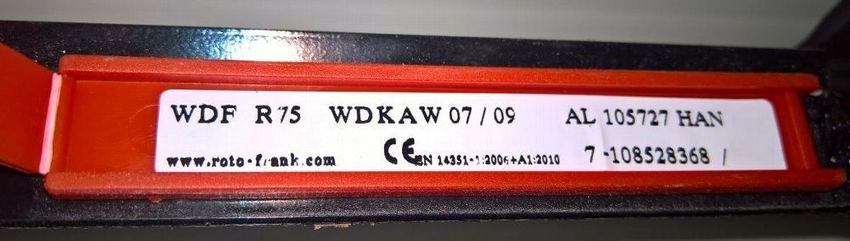 WDF R75 WDKAW 07 / 09 AL 105727 HAN
www.roto-frank.com CE EN 14351-1:2006+A1:2010 7 -108528368 /